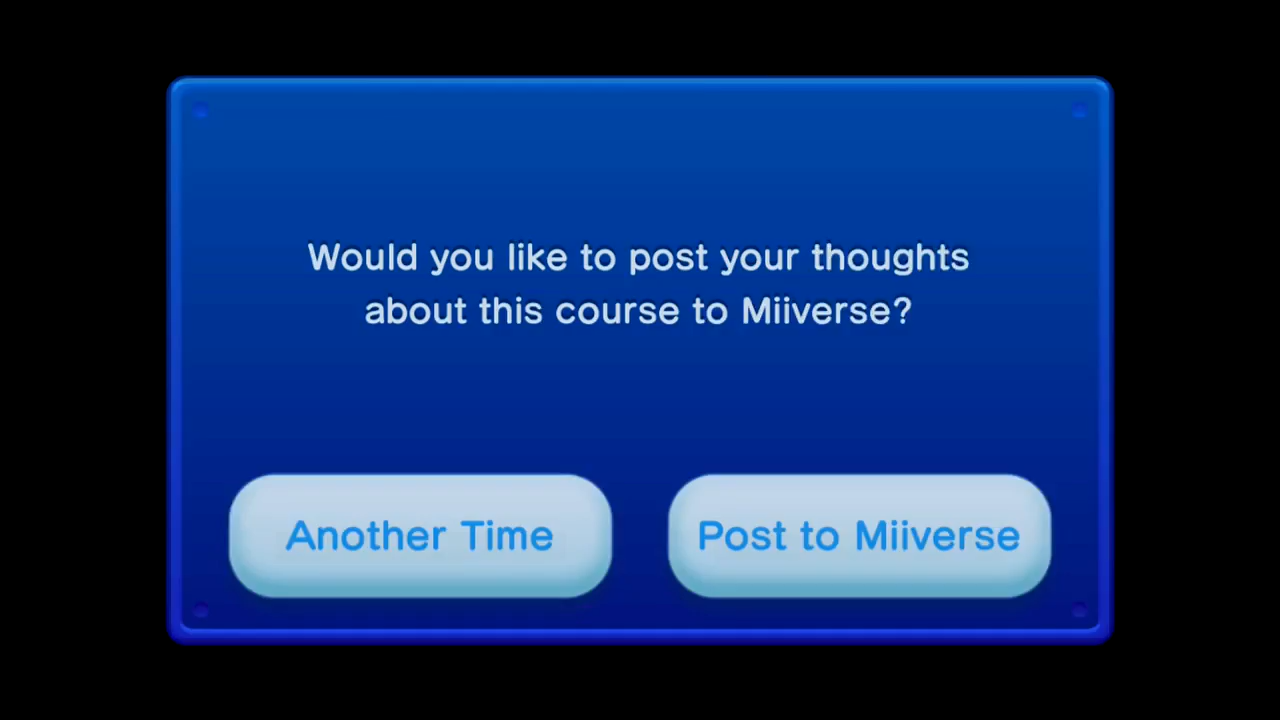 Would you like to post your thoughts
about this course to Miiverse?
Another Time
Post to Miiverse